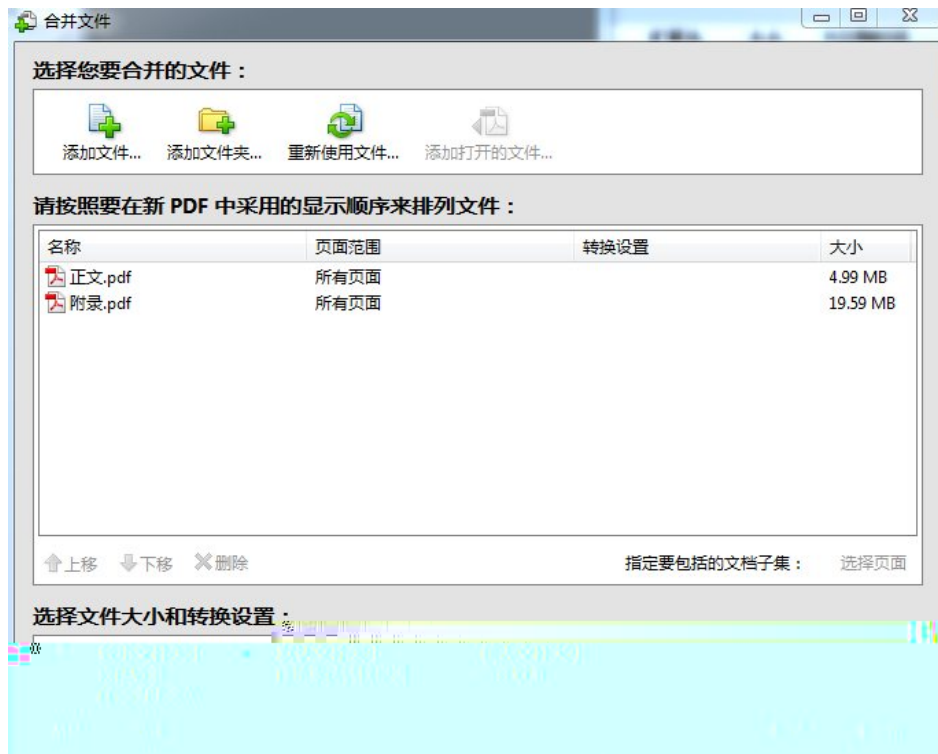 合并文件
选择您要合并的文件：
添加文件... 添加文件夹... 重新使用文件... 添加打开的文件...
请按照要在新 PDF 中采用的显示顺序来排列文件：
名称 页面范围 转换设置 大小
正文.pdf 所有页面 4.99 MB
附录.pdf 所有页面 19.59 MB
上移 下移 删除 指定要包括的文档子集： 选择页面
选择文件大小和转换设置：